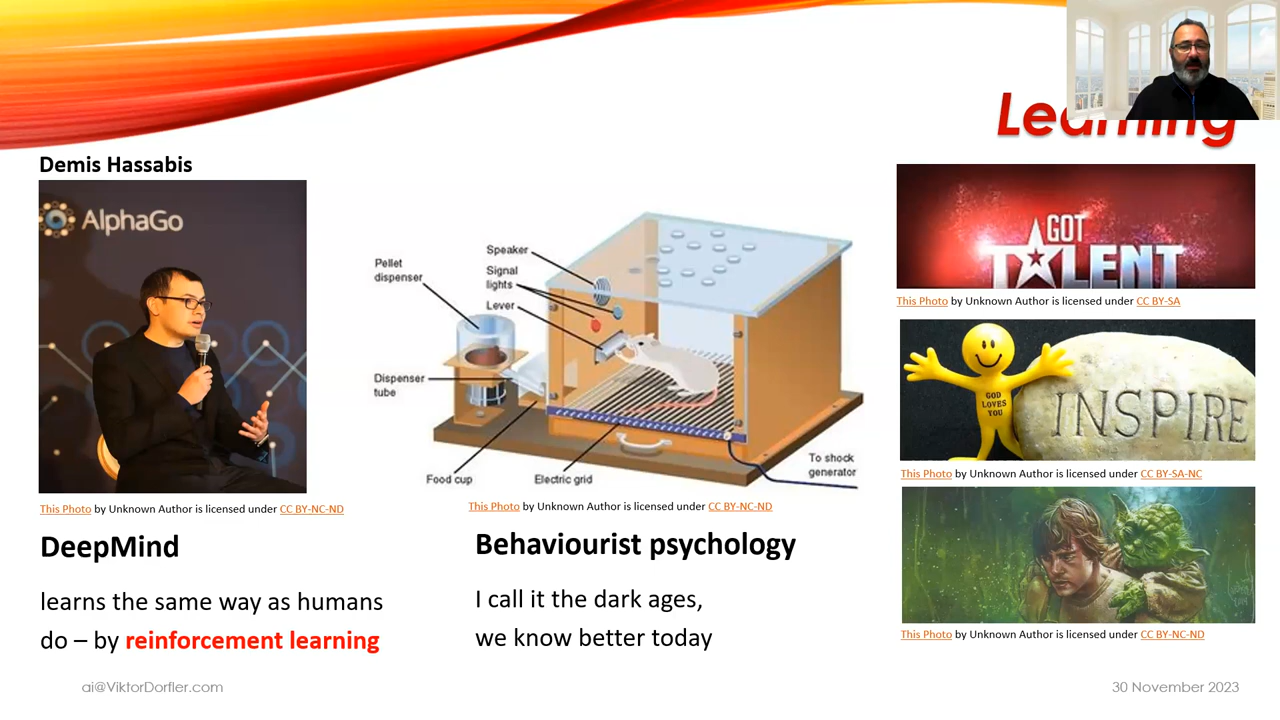 Learning
Demis Hassabis
AlphaGo
Speaker
Pellet
dispenser
Signal
lights
Lever
Dispenser
tube
Food cup
Electric grid
To shock
generator
This Photo by Unknown Author is licensed under CC BY-NC-ND
This Photo by Unknown Author is licensed under CC BY-NC-ND
DeepMind
learns the same way as humans
do – by reinforcement learning
Behaviourist psychology
I call it the dark ages,
we know better today
GOT
TALENT
This Photo by Unknown Author is licensed under CC BY-SA
GOD
LOVES
YOU
INSPIRE
This Photo by Unknown Author is licensed under CC BY-SA-NC
This Photo by Unknown Author is licensed under CC BY-NC-ND
ai@ViktorDorfler.com
30 November 2023